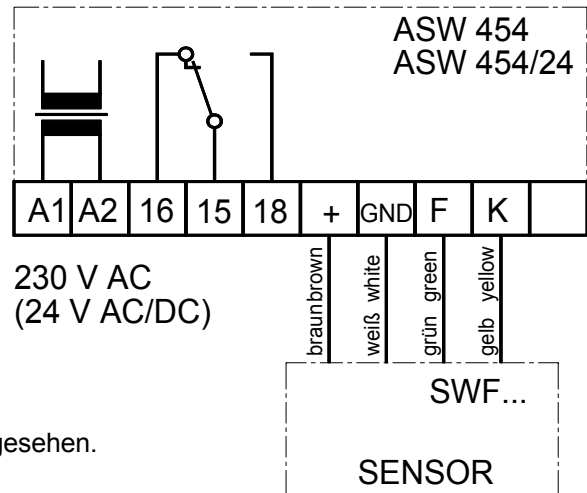 ASW 454
ASW 454/24
A1 A2 16 15 18 + GND F K
230 V AC
(24 V AC/DC)
braun brown
weiß white
grün green
gelb yellow
SWF...
SENSOR
gesehen.